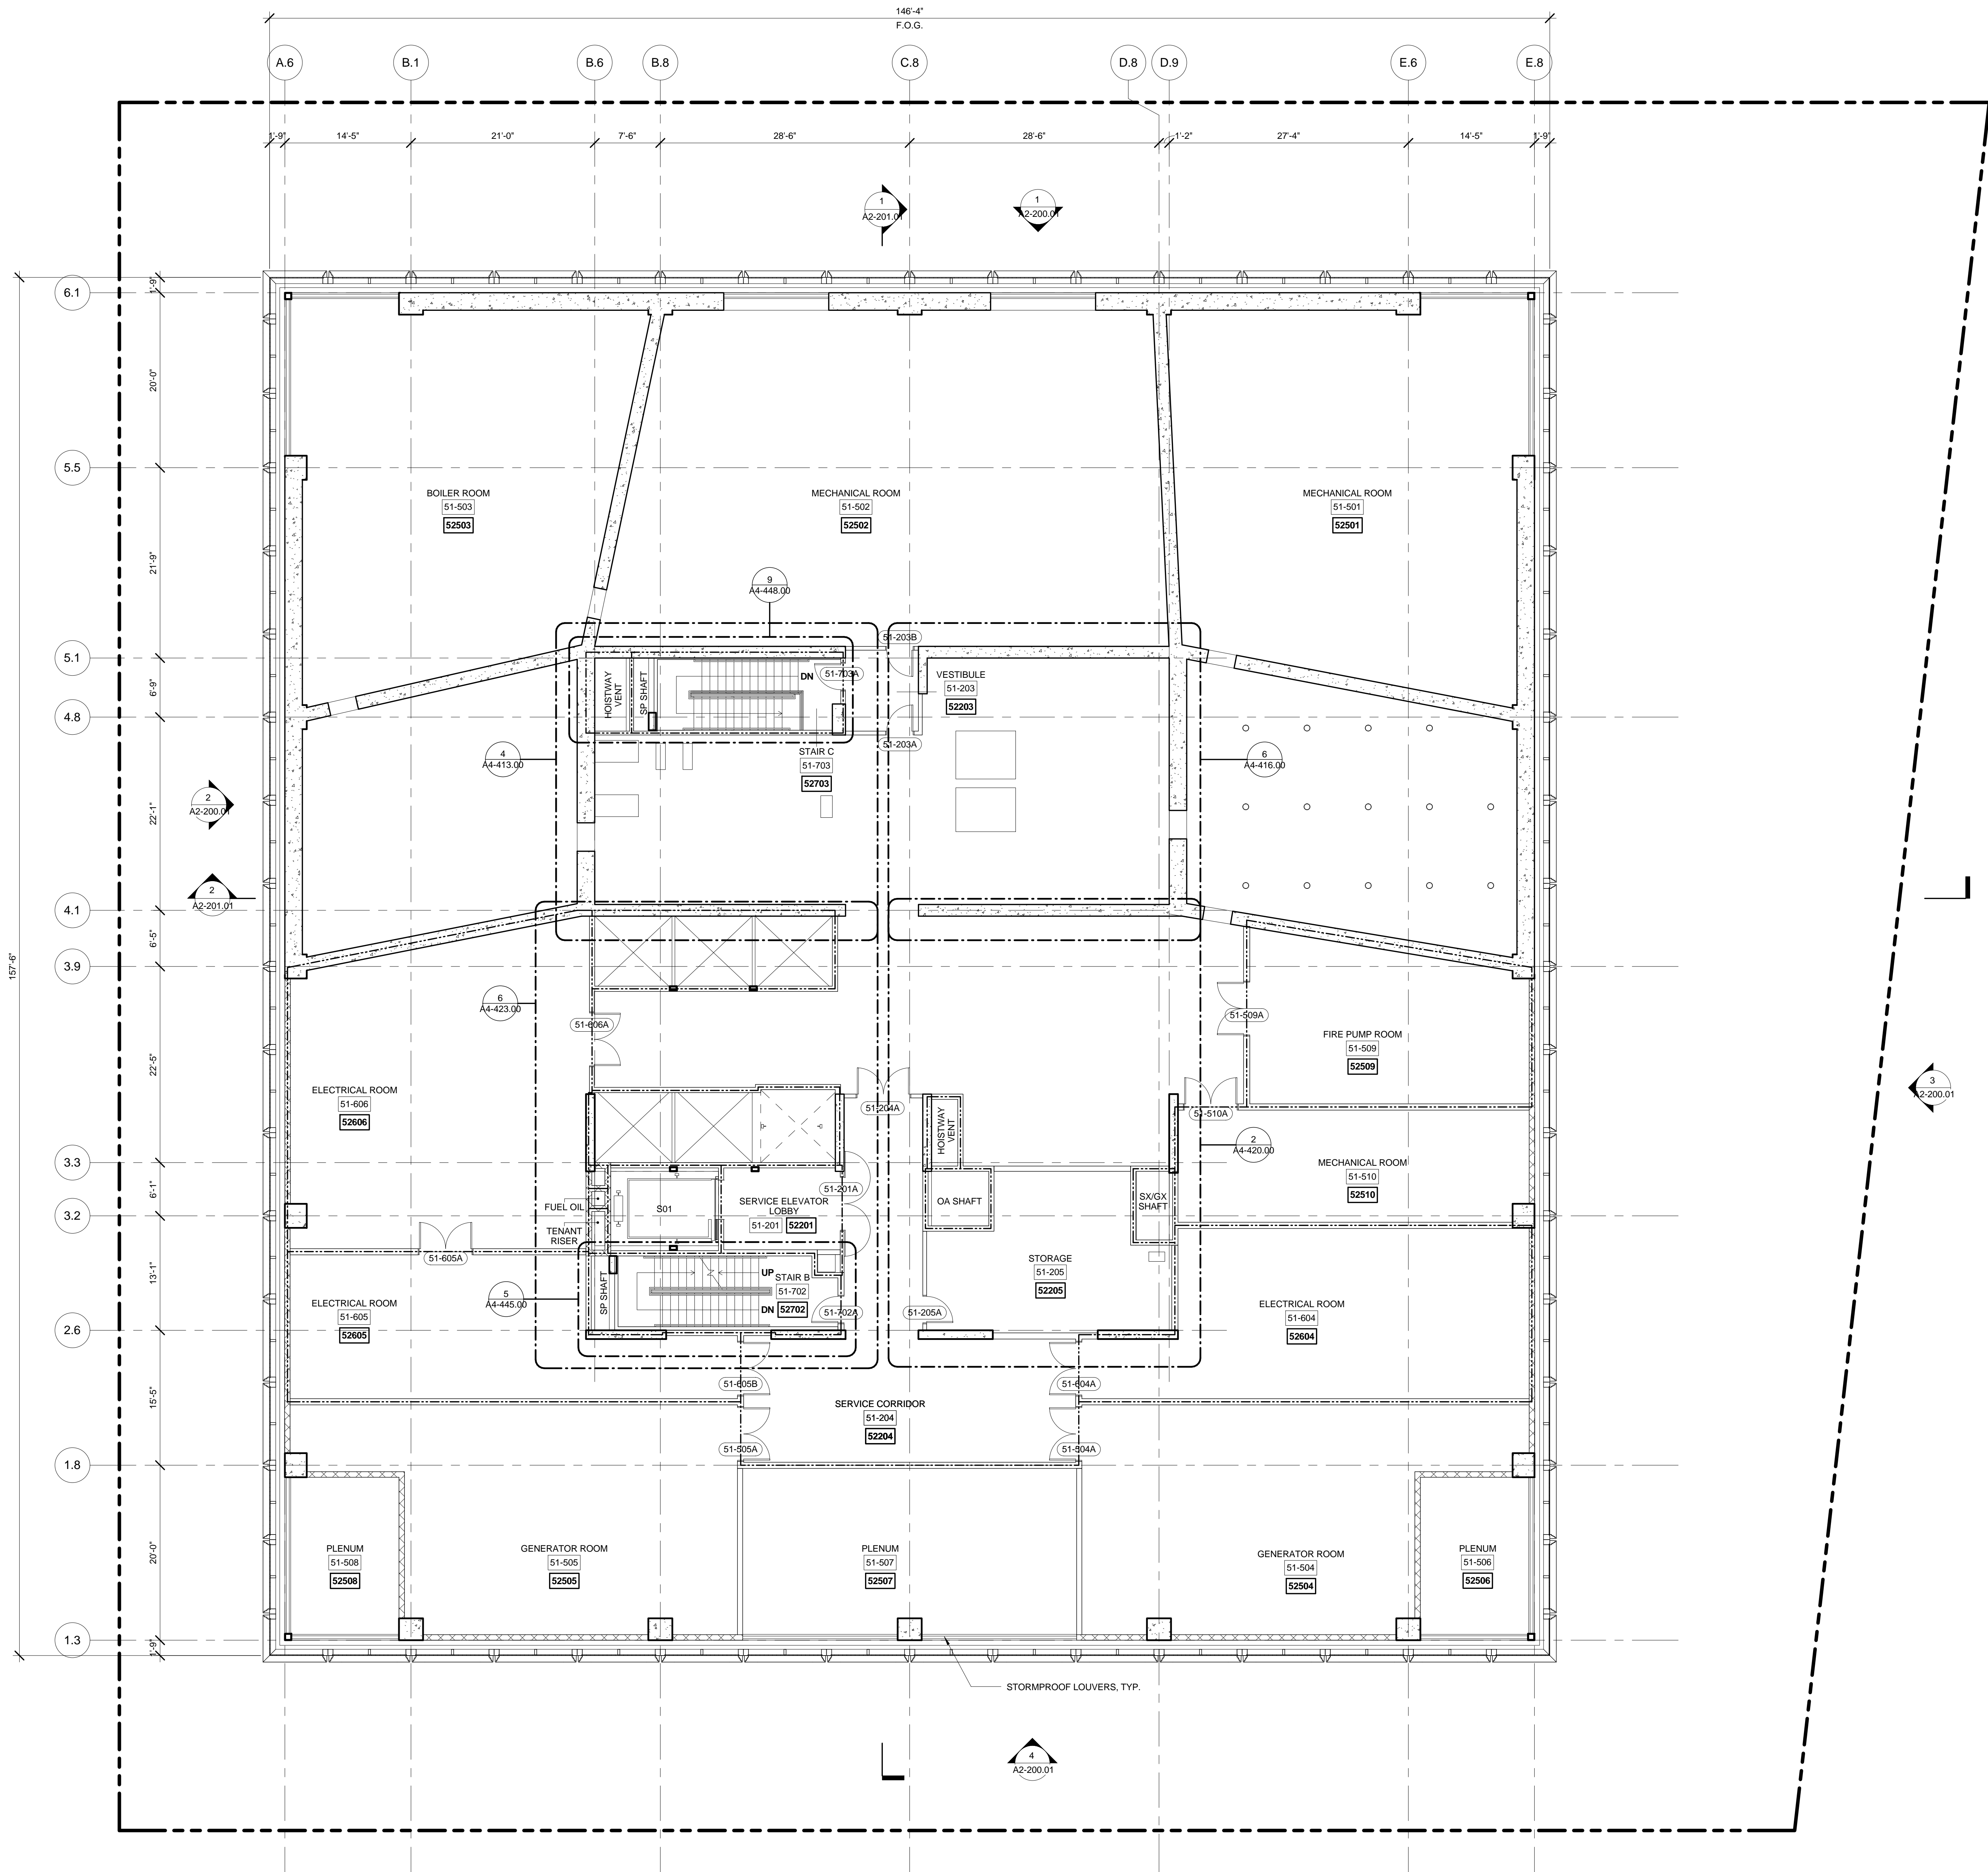 146'-4"
F.O.G.
A.6
B.1
B.6
B.8
C.8
D.8
D.9
E.6
E.8
1'-9"
14'-5"
21'-0"
7'-6"
28'-6"
28'-6"
1'-2"
27'-4"
14'-5"
1'-9"
1
A2-201.01
1
A2-200.01
6.1
5.5
5.1
4.8
4.1
3.9
3.3
3.2
2.6
1.8
1.3
157'-6"
1'-9"
20'-0"
21'-9"
6'-9"
22'-1"
6'-5"
22'-5"
6'-1"
13'-1"
15'-5"
20'-0"
1'-9"
BOILER ROOM
51-503
52503
MECHANICAL ROOM
51-502
52502
MECHANICAL ROOM
51-501
52501
9
A4-448.00
51-203B
HOISTWAY
VENT
SP SHAFT
DN
51-703A
VESTIBULE
51-203
52203
51-203A
4
A4-413.00
STAIR C
51-703
52703
6
A4-416.00
2
A2-200.01
2
A2-201.01
6
A4-423.00
51-606A
51-509A
FIRE PUMP ROOM
51-509
52509
ELECTRICAL ROOM
51-606
52606
51-204A
HOISTWAY
VENT
51-510A
3
A2-200.01
2
A4-420.00
MECHANICAL ROOM
51-510
52510
51-201A
FUEL OIL
S01
SERVICE ELEVATOR
LOBBY
51-201
52201
OA SHAFT
SX/GX
SHAFT
TENANT
RISER
51-605A
STORAGE
51-205
52205
5
A4-445.00
SP SHAFT
UP
DN
STAIR B
51-702
52702
51-702A
51-205A
ELECTRICAL ROOM
51-605
52605
ELECTRICAL ROOM
51-604
52604
51-605B
51-604A
SERVICE CORRIDOR
51-204
52204
51-505A
51-504A
PLENUM
51-508
52508
GENERATOR ROOM
51-505
52505
PLENUM
51-507
52507
GENERATOR ROOM
51-504
52504
PLENUM
51-506
52506
STORMPROOF LOUVERS, TYP.
4
A2-200.01